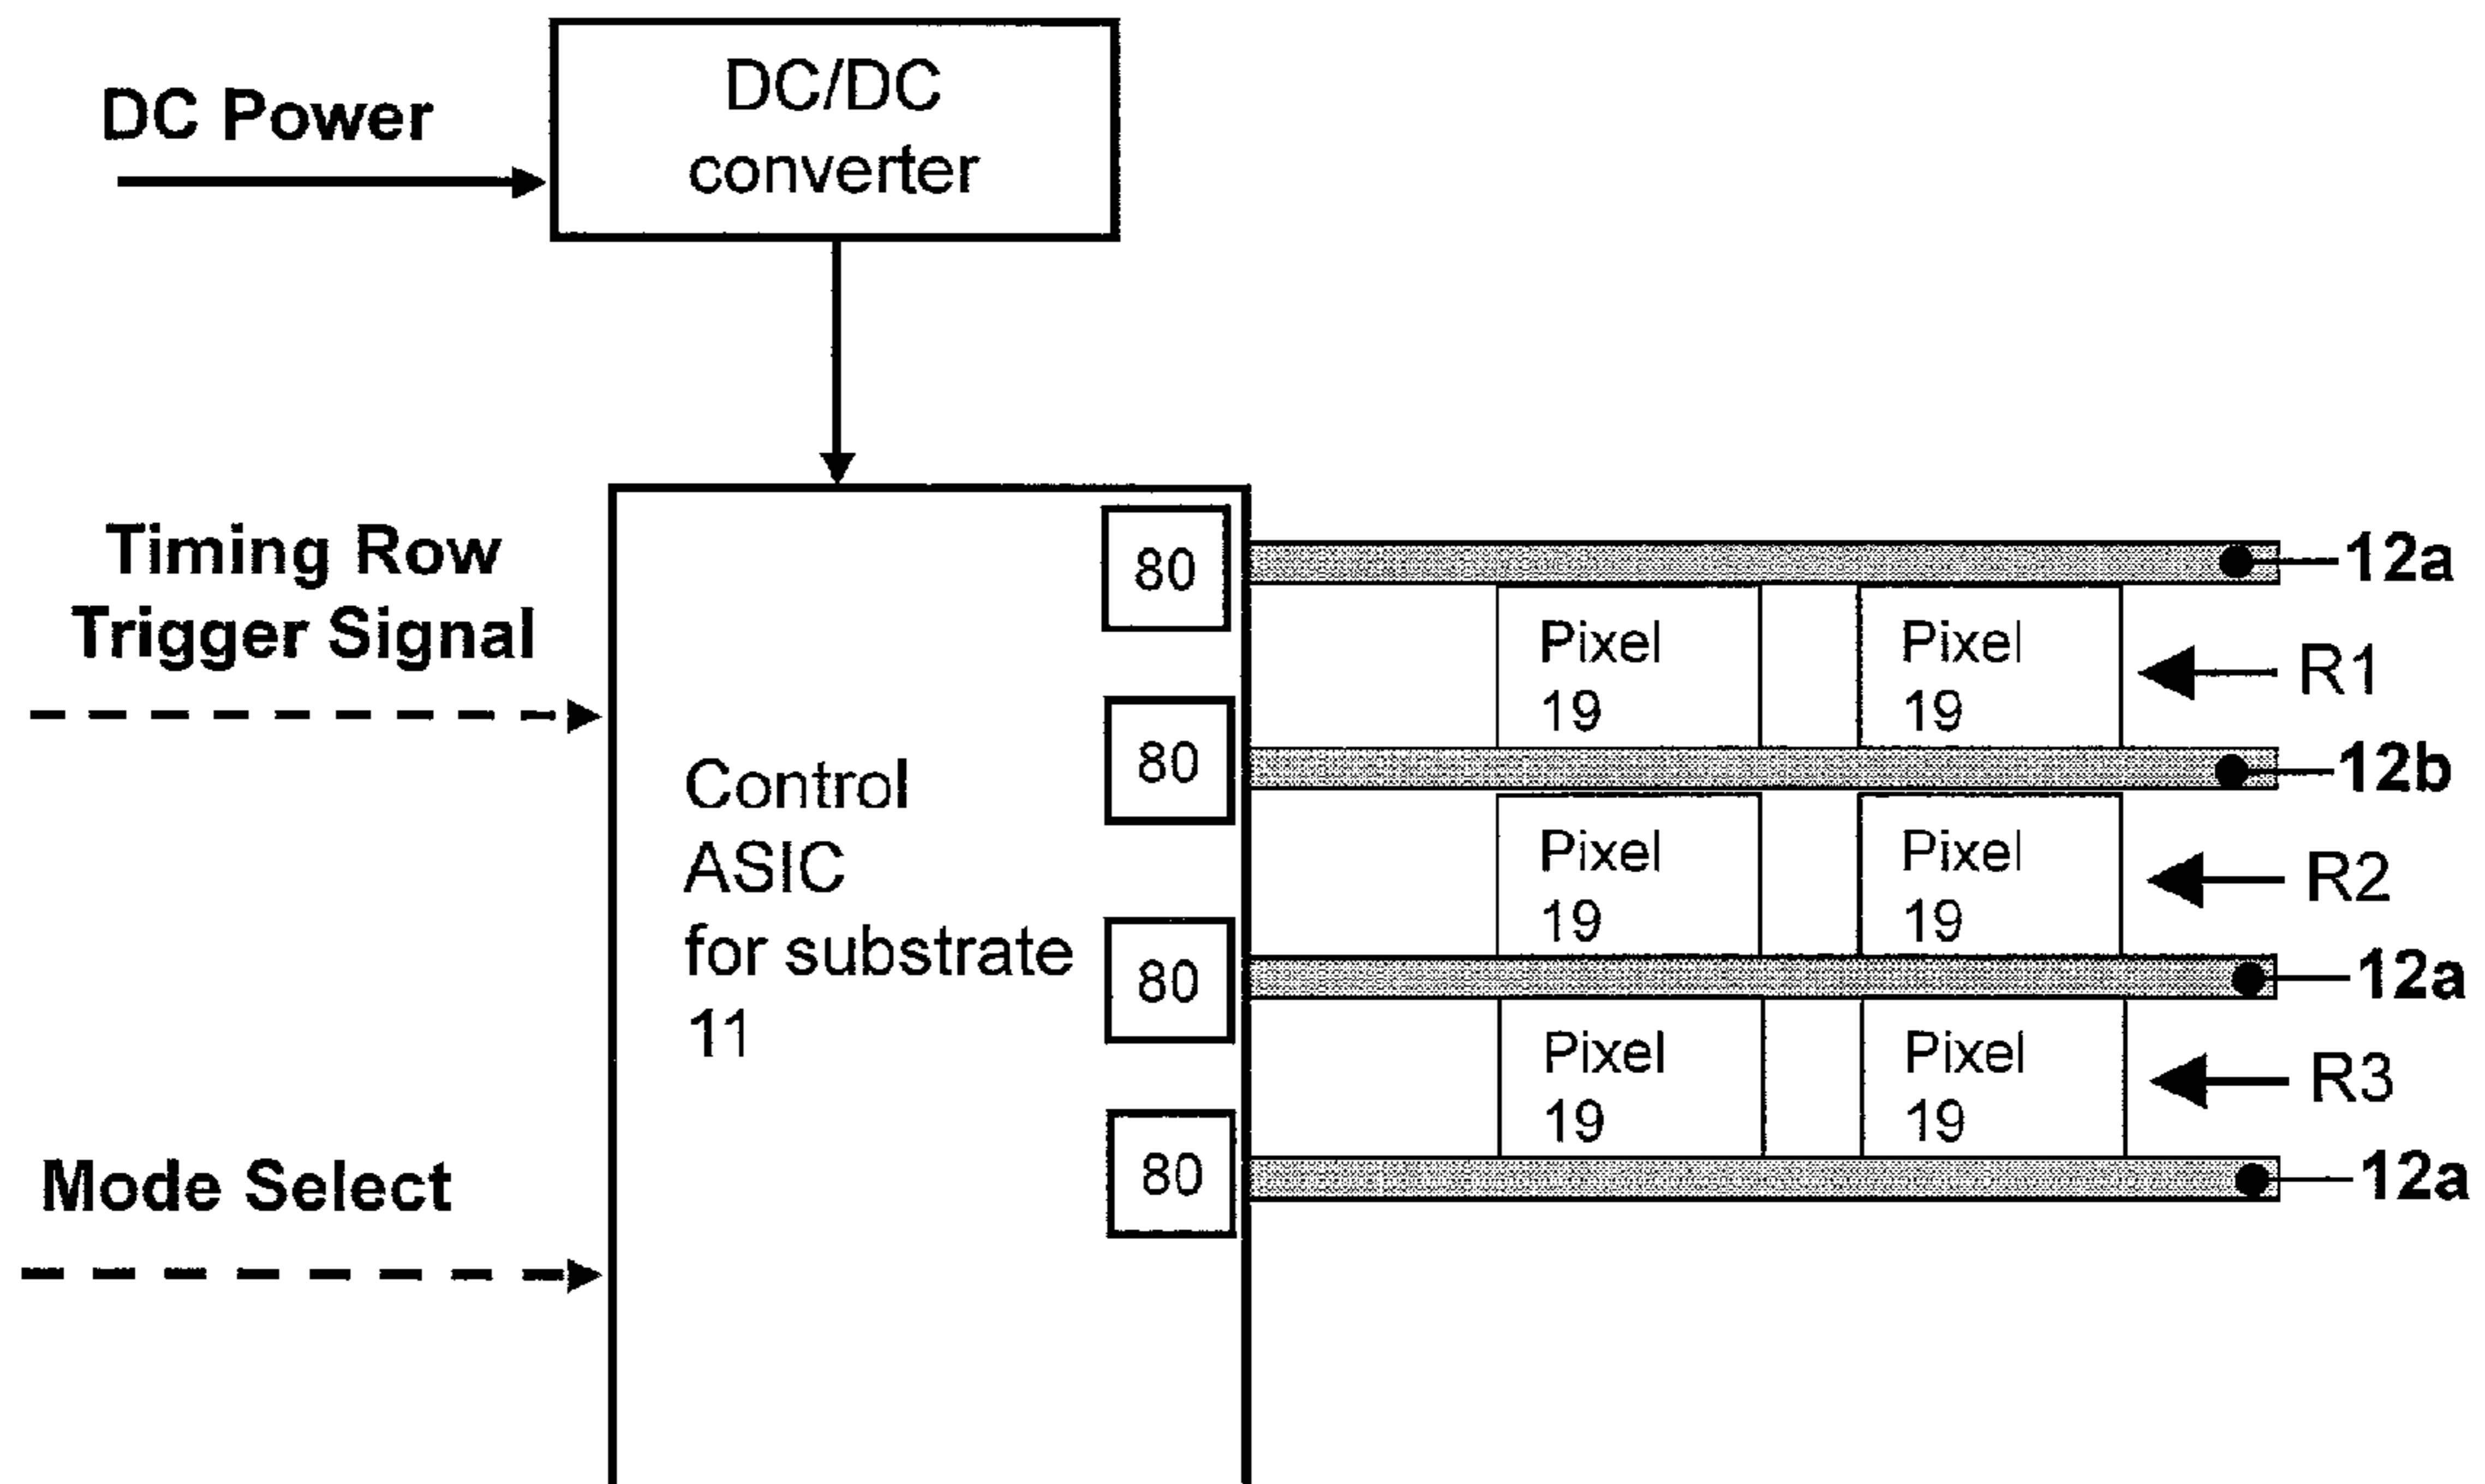 DC Power
DC/DC
converter
Timing Row
Trigger Signal
Mode Select
Control
ASIC
for substrate
11
80
80
80
80
12a
Pixel
19
Pixel
19
R1
12b
Pixel
19
Pixel
19
R2
12a
Pixel
19
Pixel
19
R3
12a